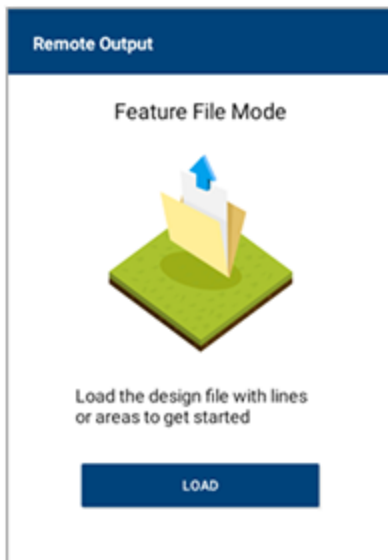 Remote Output
Feature File Mode
Load the design file with lines
or areas to get started
LOAD